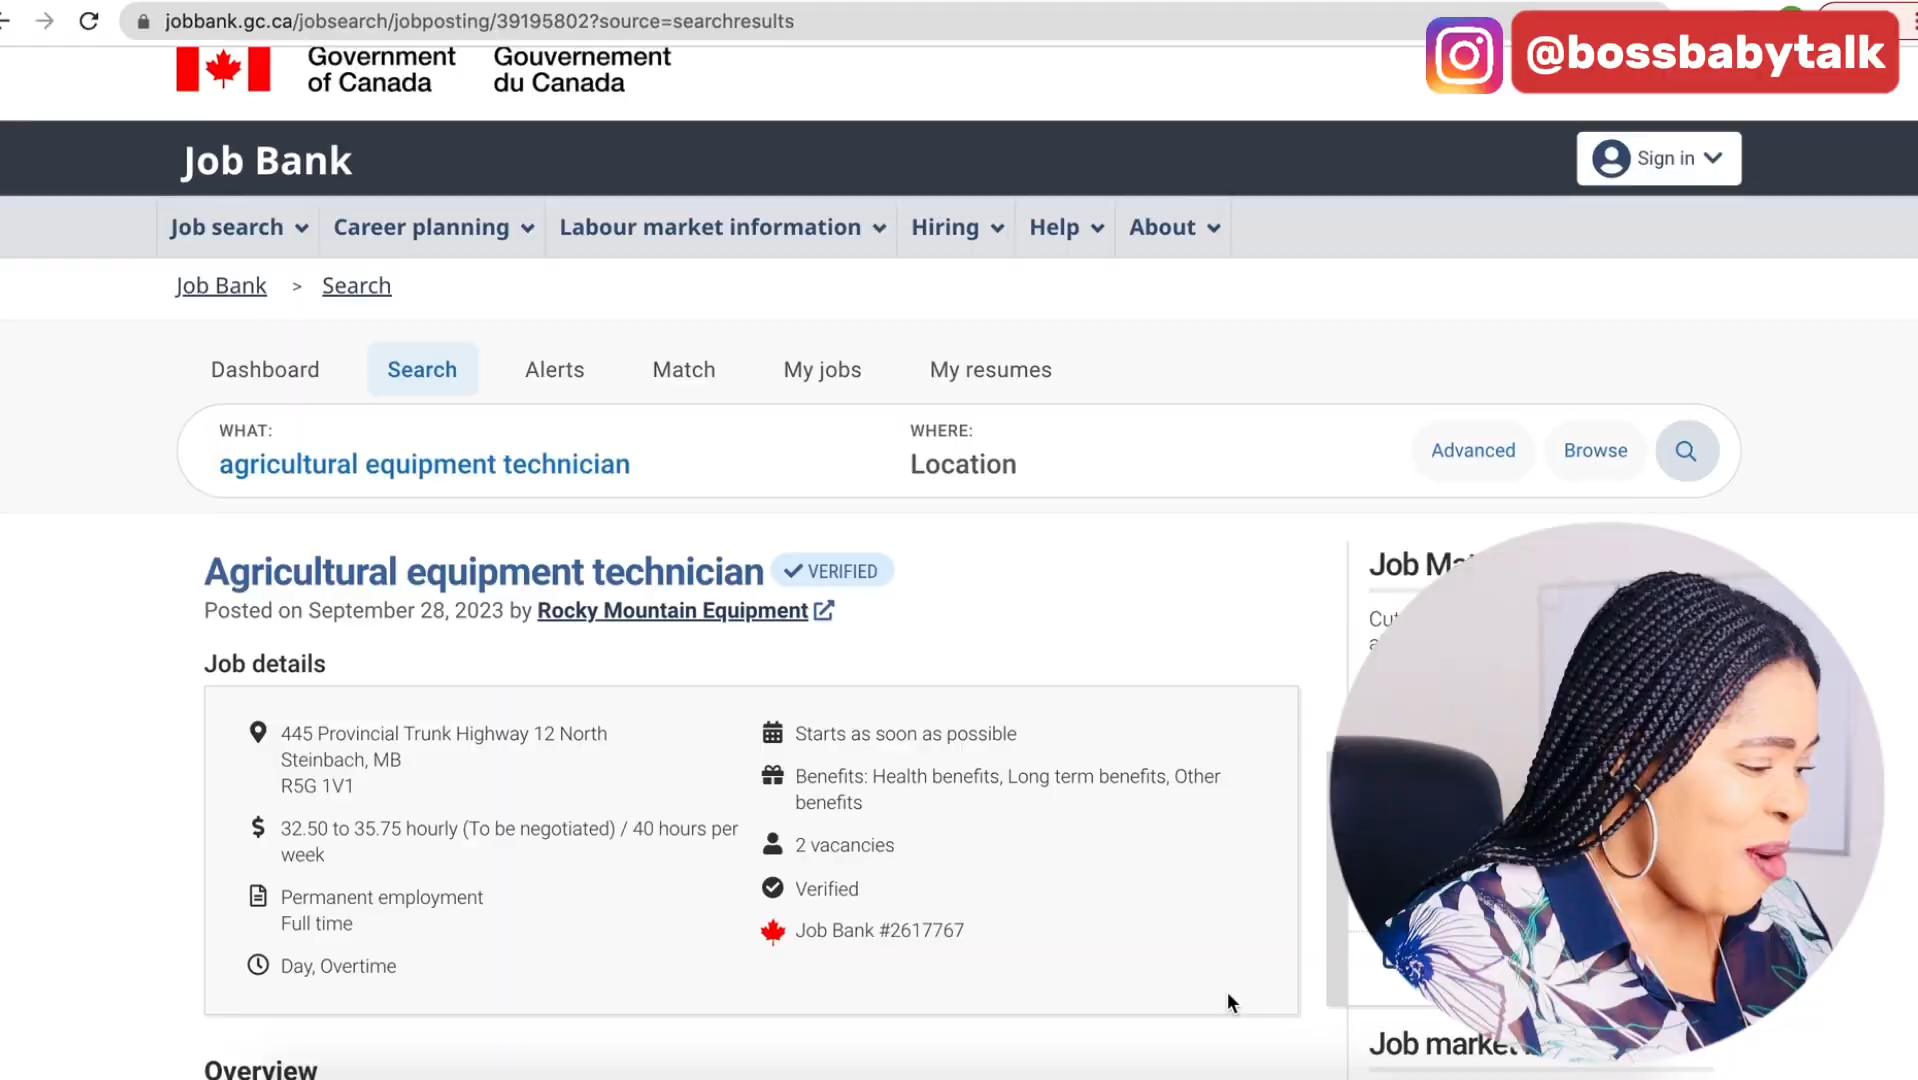 jobbank.gc.ca/jobsearch/jobposting/39195802?source=searchresults
@bossbabytalk
Government
of Canada
Gouvernement
du Canada
Job Bank
Sign in
Job search
Career planning
Labour market information
Hiring
Help
About
Job Bank > Search
Dashboard
Search
Alerts
Match
My jobs
My resumes
WHAT:
agricultural equipment technician
WHERE:
Location
Advanced
Browse
Agricultural equipment technician
VERIFIED
Posted on September 28, 2023 by Rocky Mountain Equipment
Job details
445 Provincial Trunk Highway 12 North
Steinbach, MB
R5G 1V1
$ 32.50 to 35.75 hourly (To be negotiated) / 40 hours per
week
Permanent employment
Full time
Day, Overtime
Starts as soon as possible
Benefits: Health benefits, Long term benefits, Other
benefits
2 vacancies
Verified
Job Bank #2617767
Overview
Job
Job market